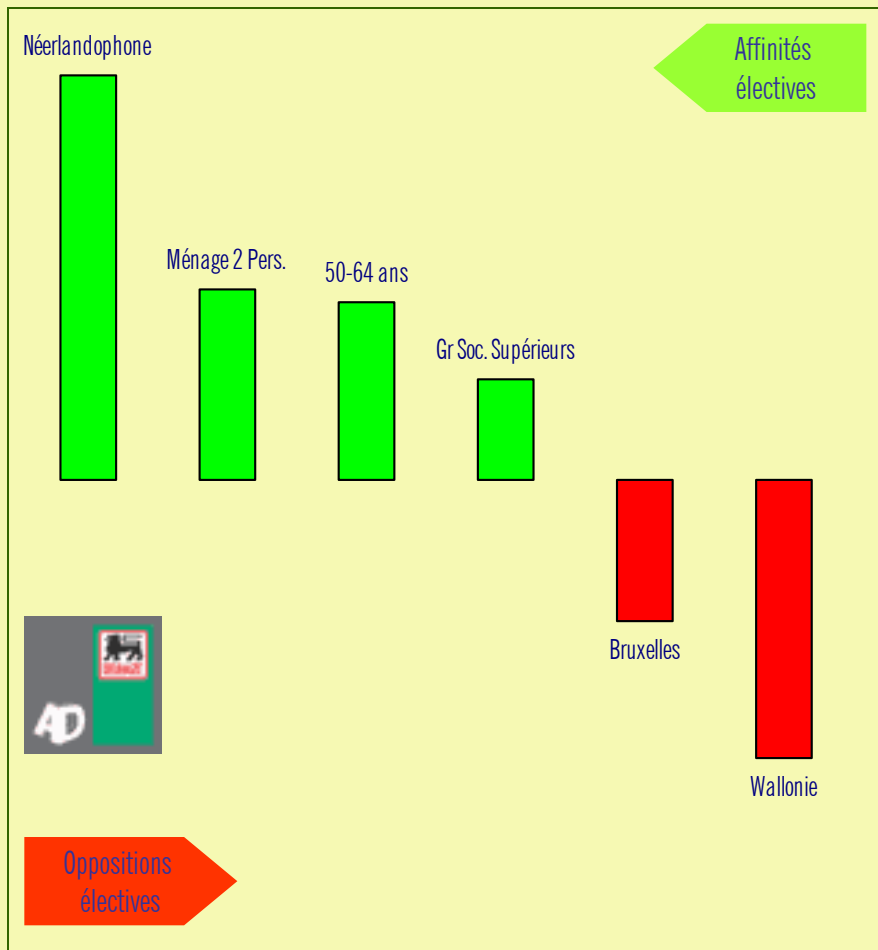 Néerlandophone
Affinités
électives
Ménage 2 Pers.
50-64 ans
Gr Soc. Supérieurs
Bruxelles
AD
Wallonie
Oppositions
électives